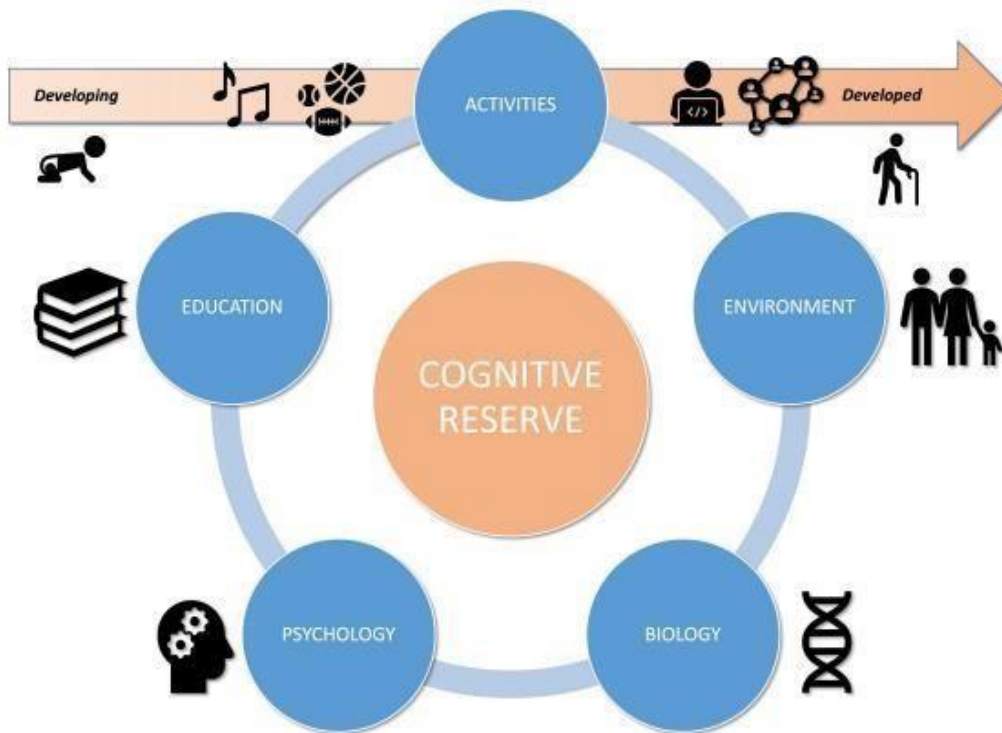 ACTIVITIES
Developing
</>
Developed
EDUCATION
ENVIRONMENT
COGNITIVE
RESERVE
PSYCHOLOGY
BIOLOGY